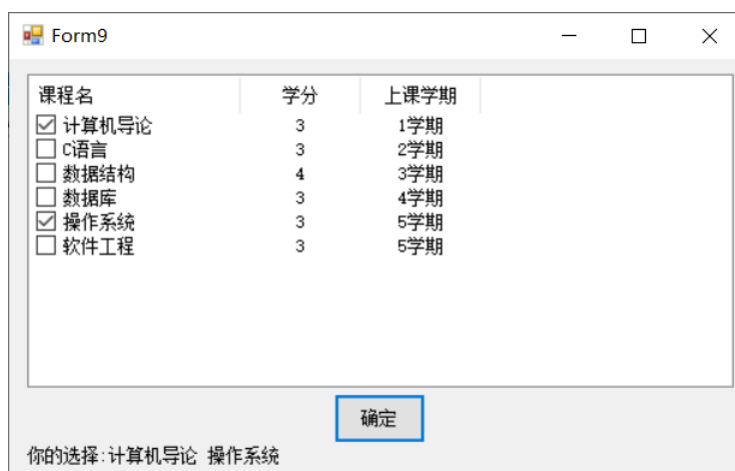 Form9
课程名 学分 上课学期
计算机导论 3 1学期
C语言 3 2学期
数据结构 4 3学期
数据库 3 4学期
操作系统 3 5学期
软件工程 3 5学期
确定
你的选择:计算机导论 操作系统